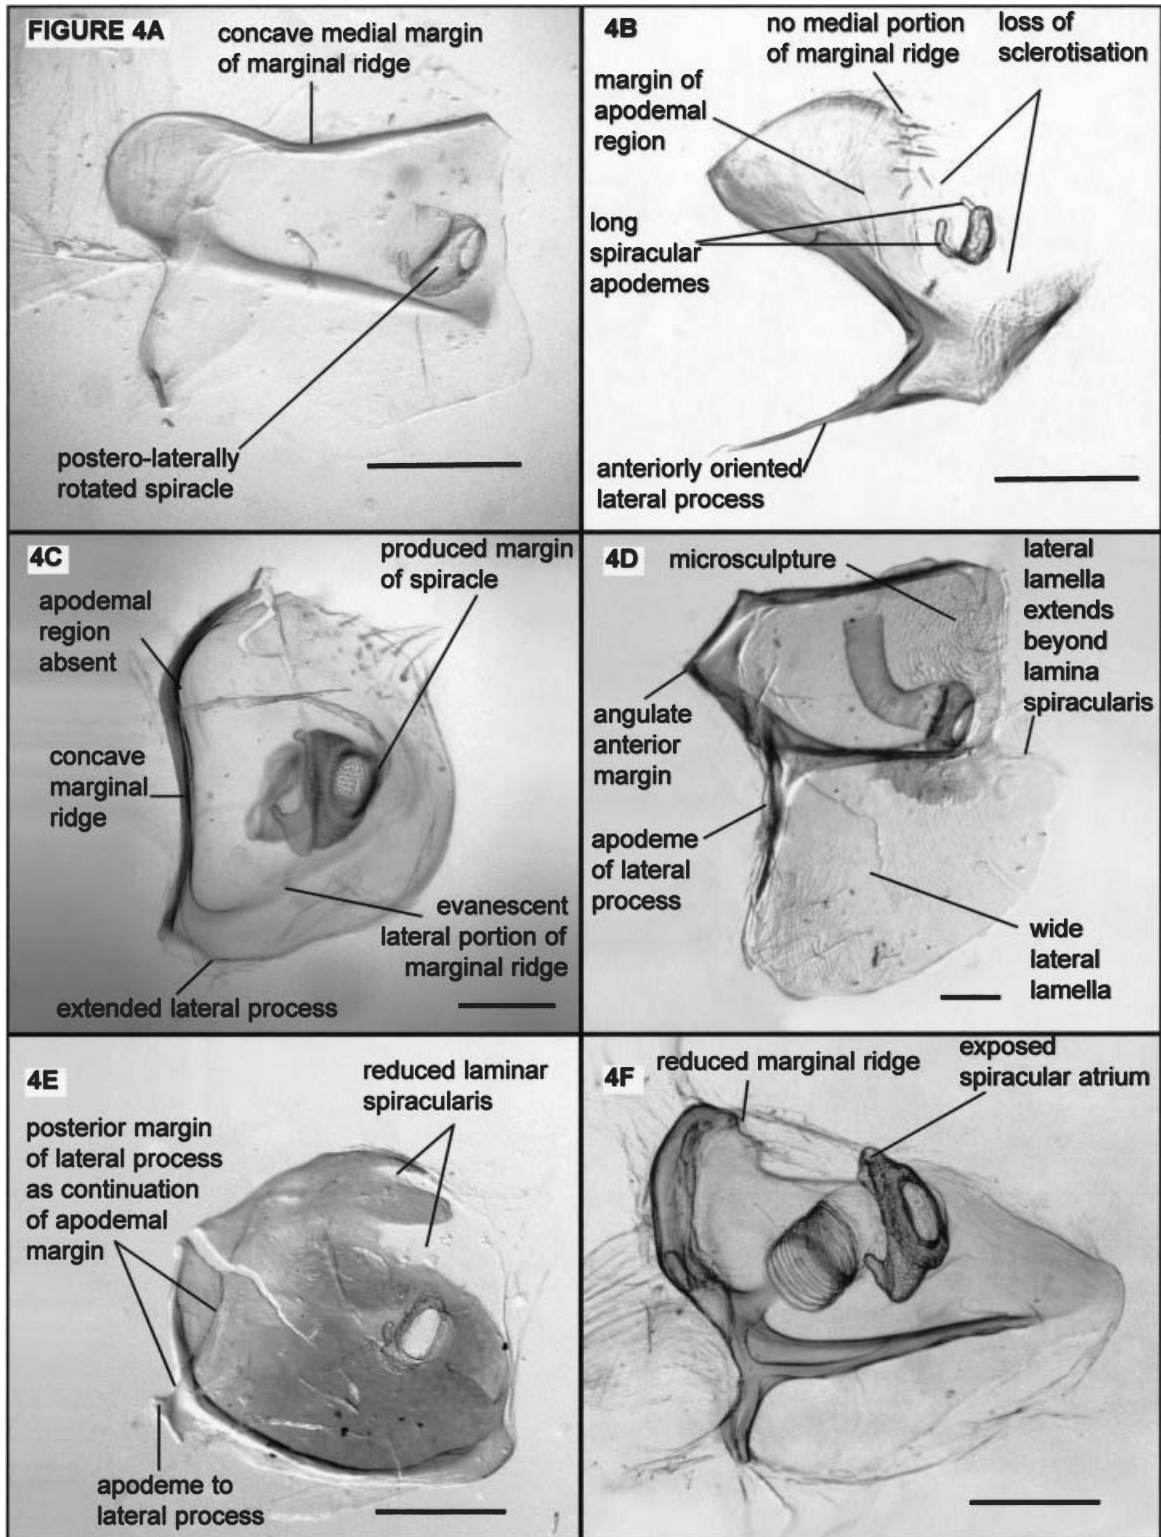 FIGURE 4A
concave medial margin
of marginal ridge
postero-laterally
rotated spiracle
4B
no medial portion
of marginal ridge
loss of
sclerotisation
margin of
apodemal
region
long
spiracular
apodemes
anteriorly oriented
lateral process
4C
produced margin
of spiracle
apodemal
region
absent
concave
marginal
ridge
evanescent
lateral portion of
marginal ridge
extended lateral process
4D
microsculpture
lateral
lamella
extends
beyond
lamina
spiracularis
angulate
anterior
margin
apodeme
of lateral
process
wide
lateral
lamella
4E
reduced laminar
spiracularis
posterior margin
of lateral process
as continuation
of apodemal
margin
apodeme to
lateral process
4F
reduced marginal ridge
exposed
spiracular atrium